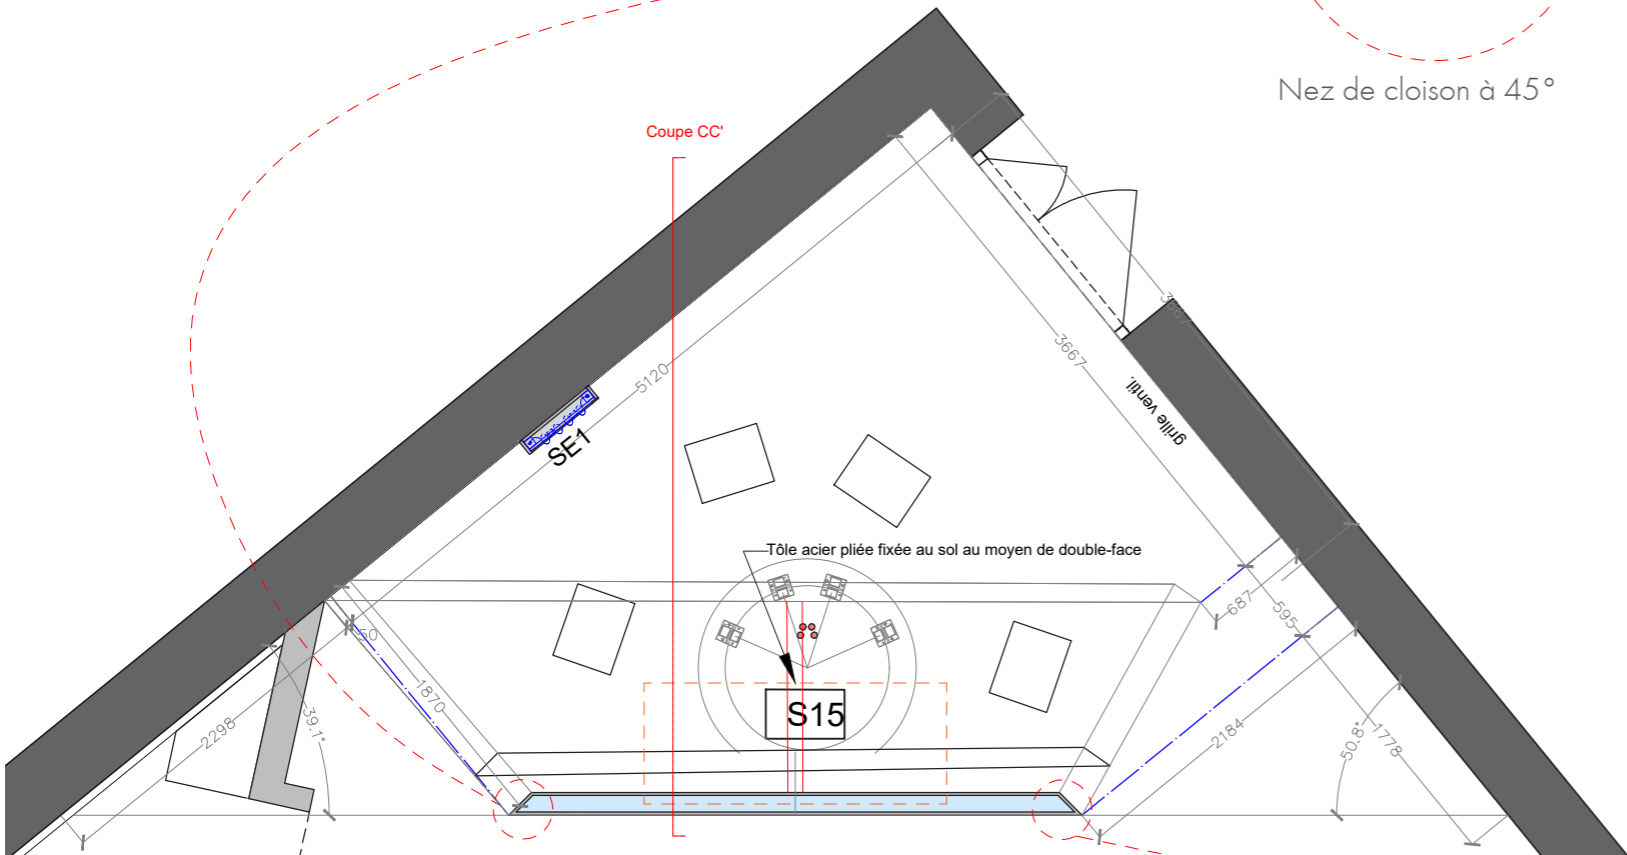 Nez de cloison à 45°
Coupe CC'
3667
5120
3667
grille ventil.
SE1
Tôle acier pliée fixée au sol au moyen de double-face
687
595
50
1870
S15
39.1°
2298
2184
50.8°
1778